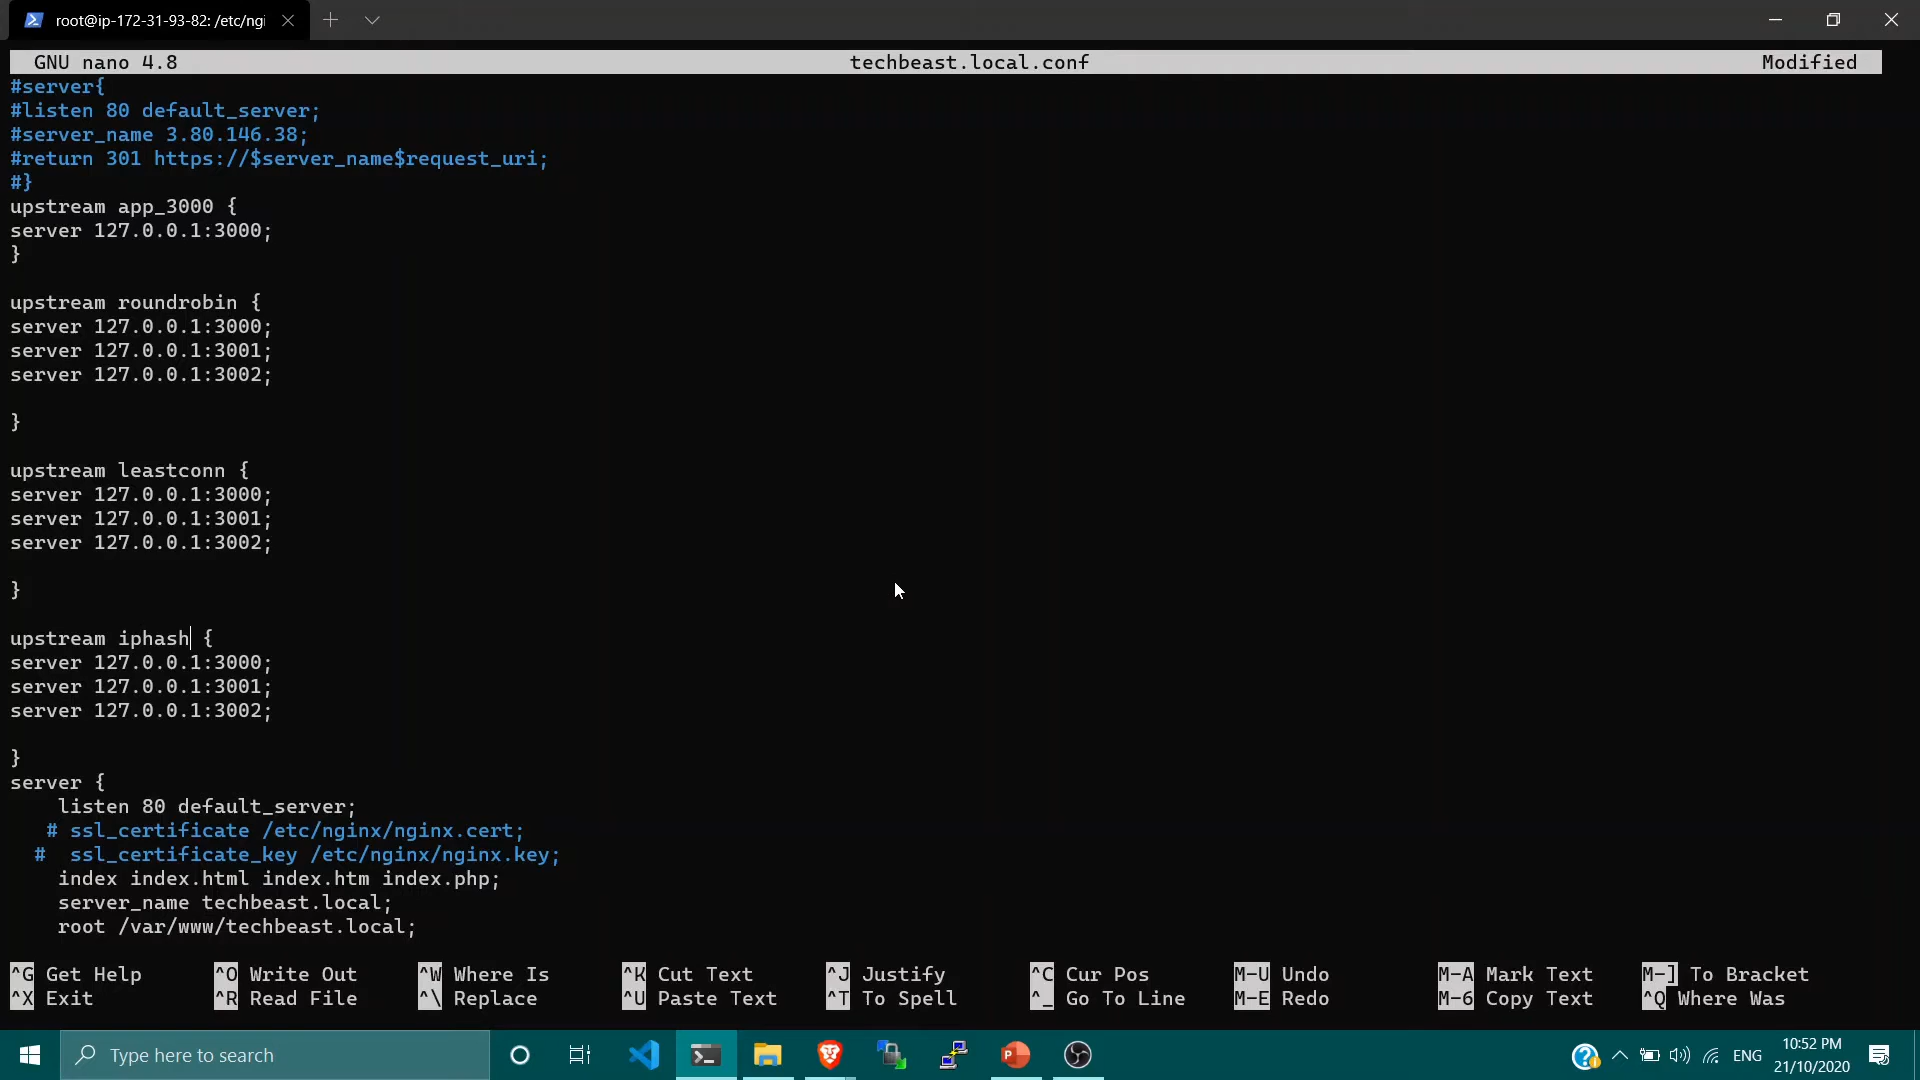 root@ip-172-31-93-82: /etc/ngi
GNU nano 4.8 techbeast.local.conf Modified
#server{
#listen 80 default_server;
#server_name 3.80.146.38;
#return 301 https://$server_name$request_uri;
#}
upstream app_3000 {
server 127.0.0.1:3000;
}
upstream roundrobin {
server 127.0.0.1:3000;
server 127.0.0.1:3001;
server 127.0.0.1:3002;
}
upstream leastconn {
server 127.0.0.1:3000;
server 127.0.0.1:3001;
server 127.0.0.1:3002;
}
upstream iphash {
server 127.0.0.1:3000;
server 127.0.0.1:3001;
server 127.0.0.1:3002;
}
server {
listen 80 default_server;
# ssl_certificate /etc/nginx/nginx.cert;
# ssl_certificate_key /etc/nginx/nginx.key;
index index.html index.htm index.php;
server_name techbeast.local;
root /var/www/techbeast.local;
^G Get Help ^O Write Out ^W Where Is ^K Cut Text ^J Justify ^C Cur Pos M-U Undo M-A Mark Text M-] To Bracket
^X Exit ^R Read File ^\ Replace ^U Paste Text ^T To Spell ^_ Go To Line M-E Redo M-6 Copy Text ^Q Where Was
Type here to search
ENG
10:52 PM
21/10/2020